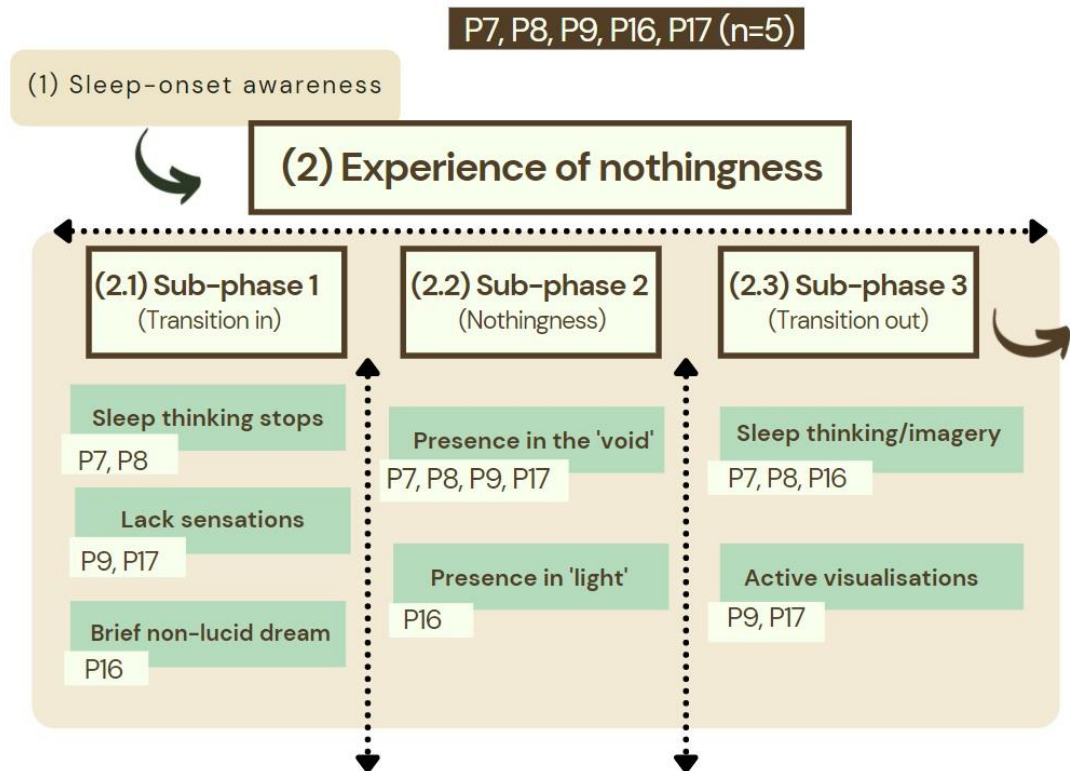 P7, P8, P9, P16, P17 (n=5)
(1) Sleep-onset awareness
(2) Experience of nothingness
(2.1) Sub-phase 1
(Transition in)
Sleep thinking stops
P7, P8
Lack sensations
P9, P17
Brief non-lucid dream
P16
(2.2) Sub-phase 2
(Nothingness)
Presence in the 'void'
P7, P8, P9, P17
Presence in 'light'
P16
(2.3) Sub-phase 3
(Transition out)
Sleep thinking/imagery
P7, P8, P16
Active visualisations
P9, P17